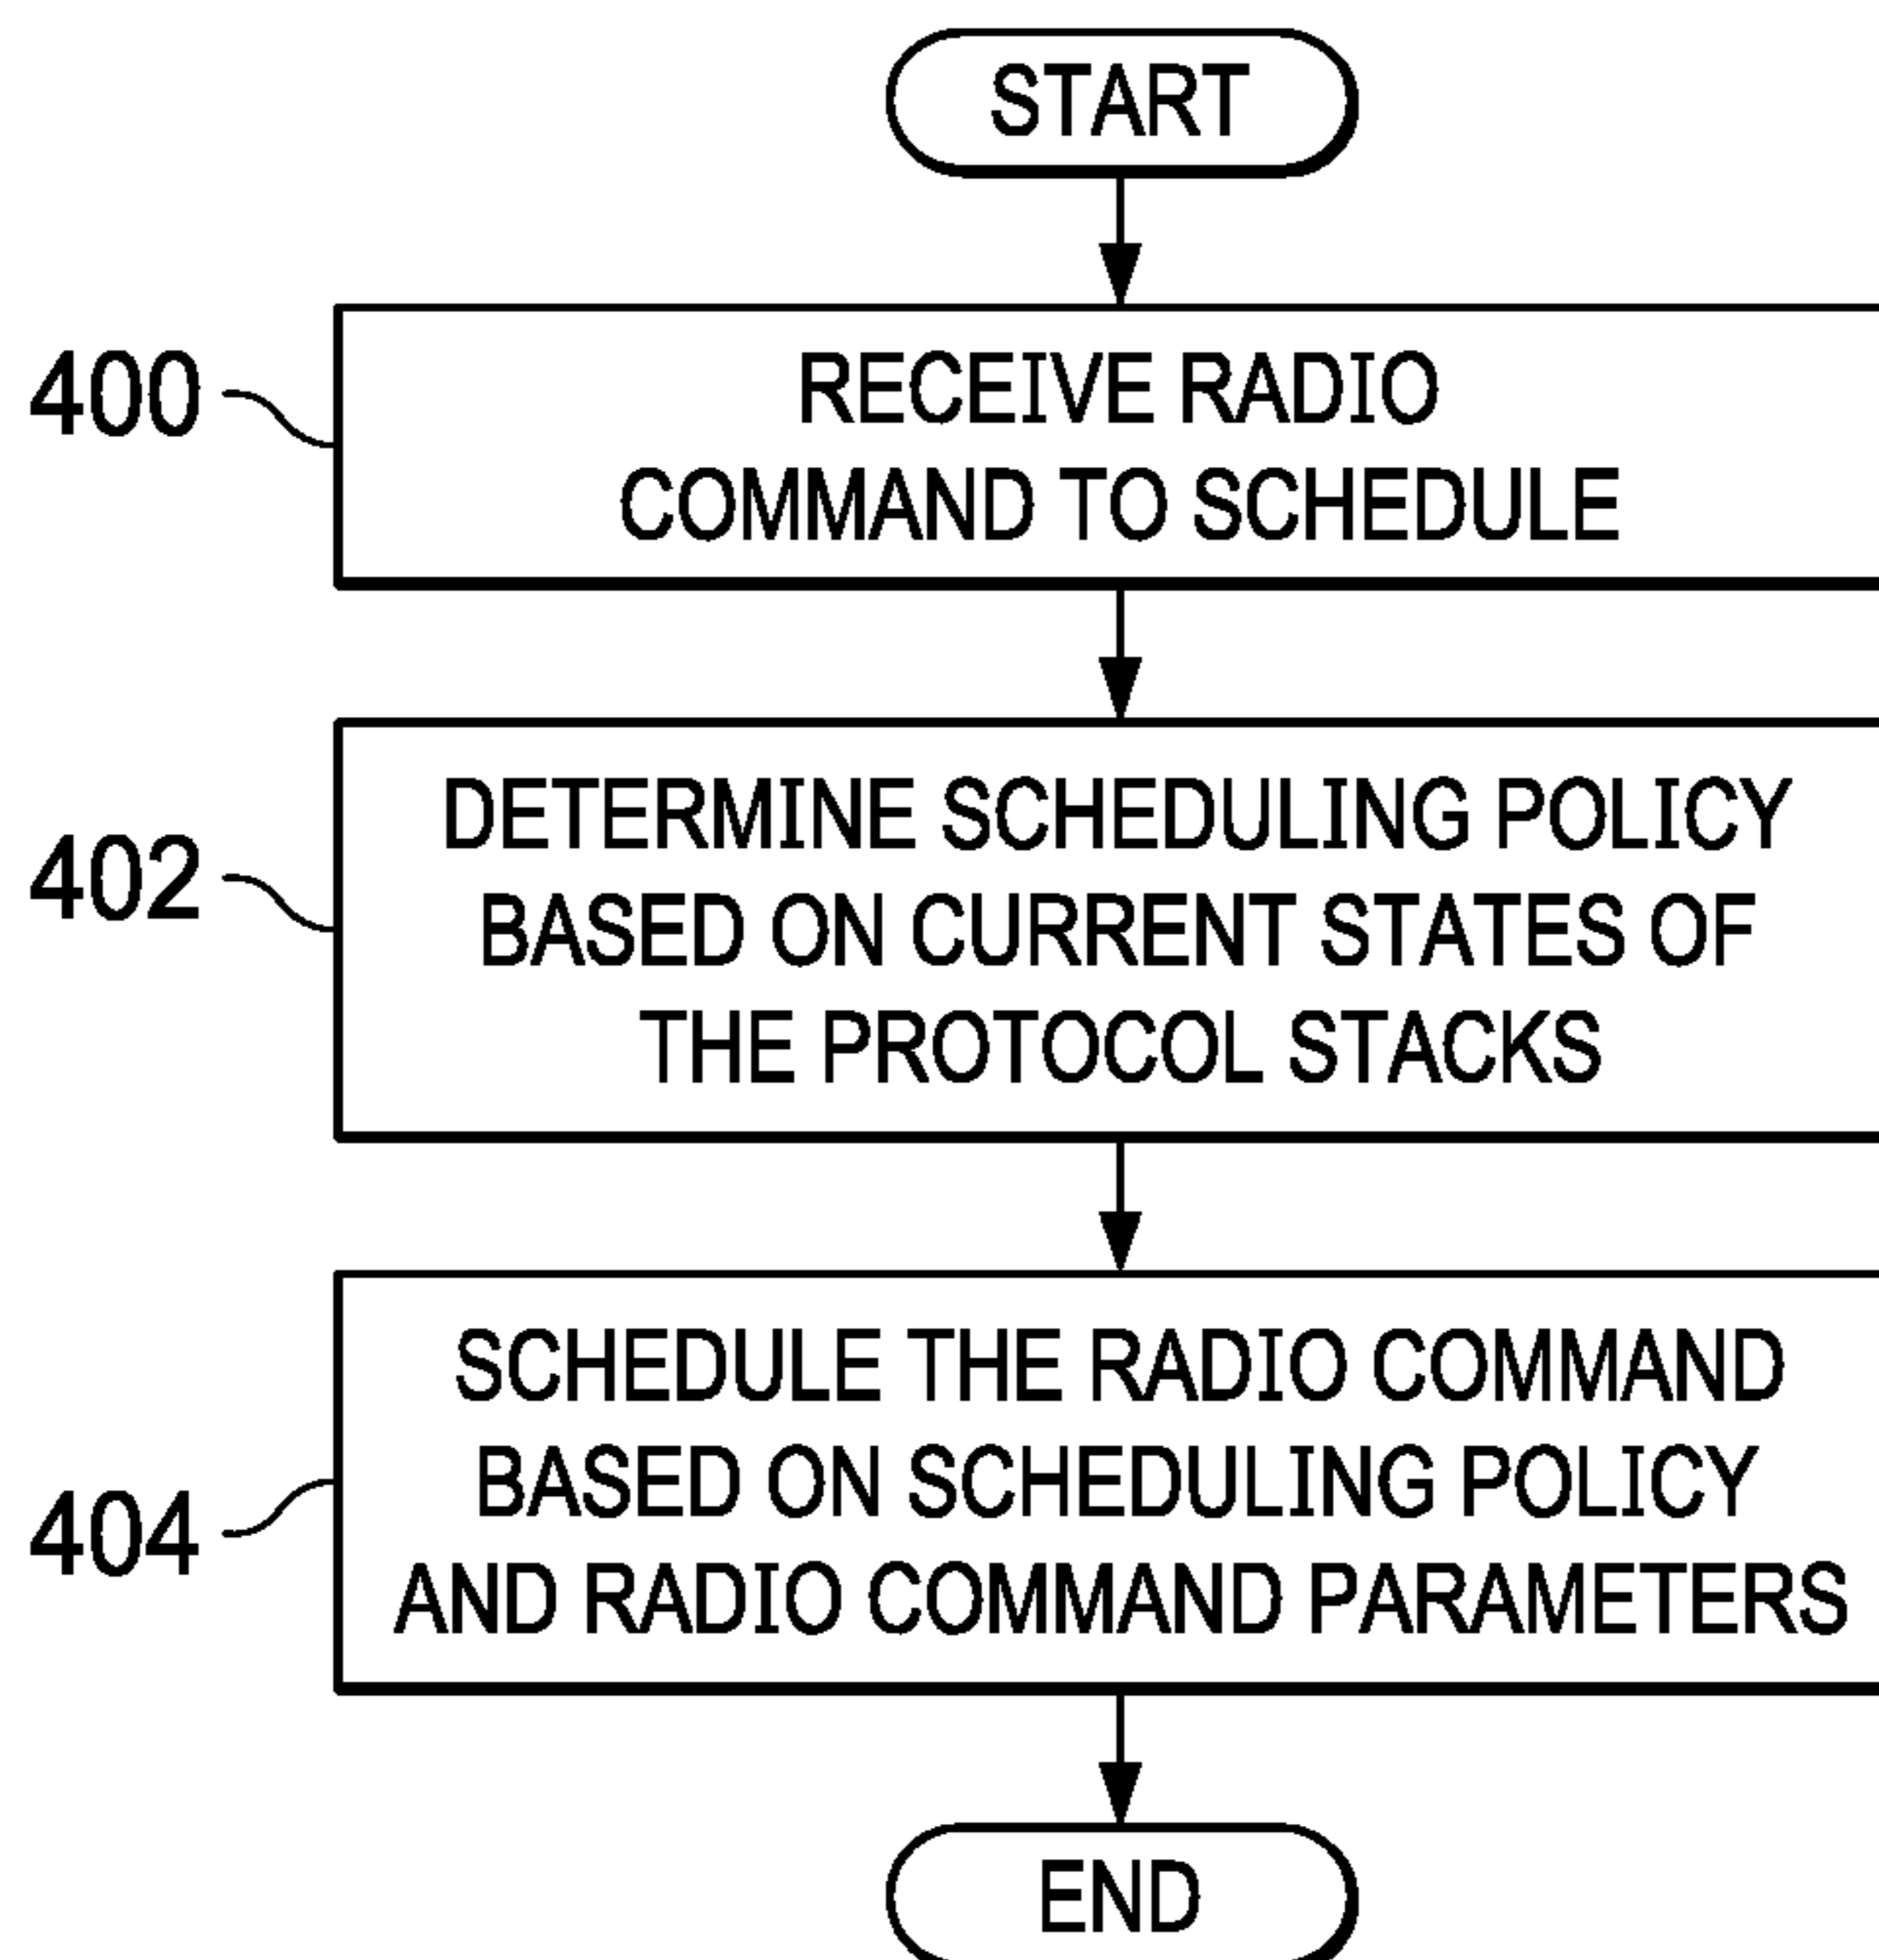 START
400
RECEIVE RADIO
COMMAND TO SCHEDULE
402
DETERMINE SCHEDULING POLICY
BASED ON CURRENT STATES OF
THE PROTOCOL STACKS
404
SCHEDULE THE RADIO COMMAND
BASED ON SCHEDULING POLICY
AND RADIO COMMAND PARAMETERS
END